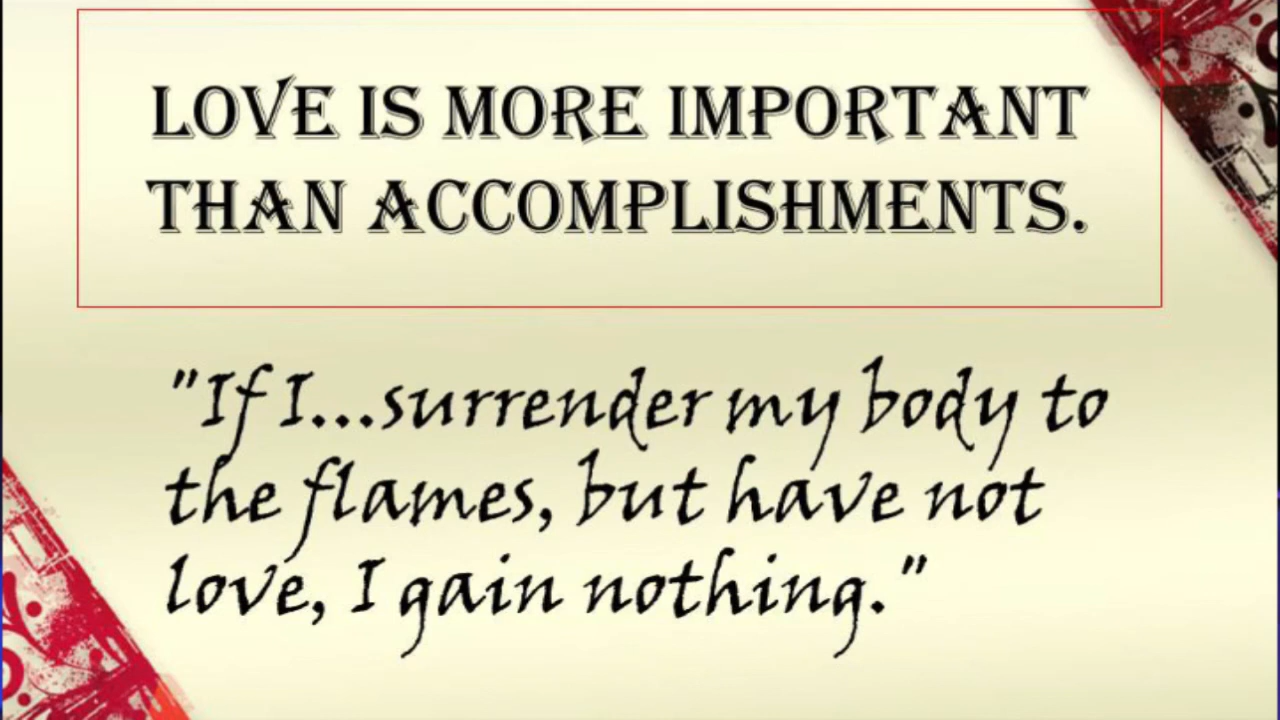 LOVE IS MORE IMPORTANT
THAN ACCOMPLISHMENTS.
"If I...surrender my body to
the flames, but have not
love, I gain nothing."